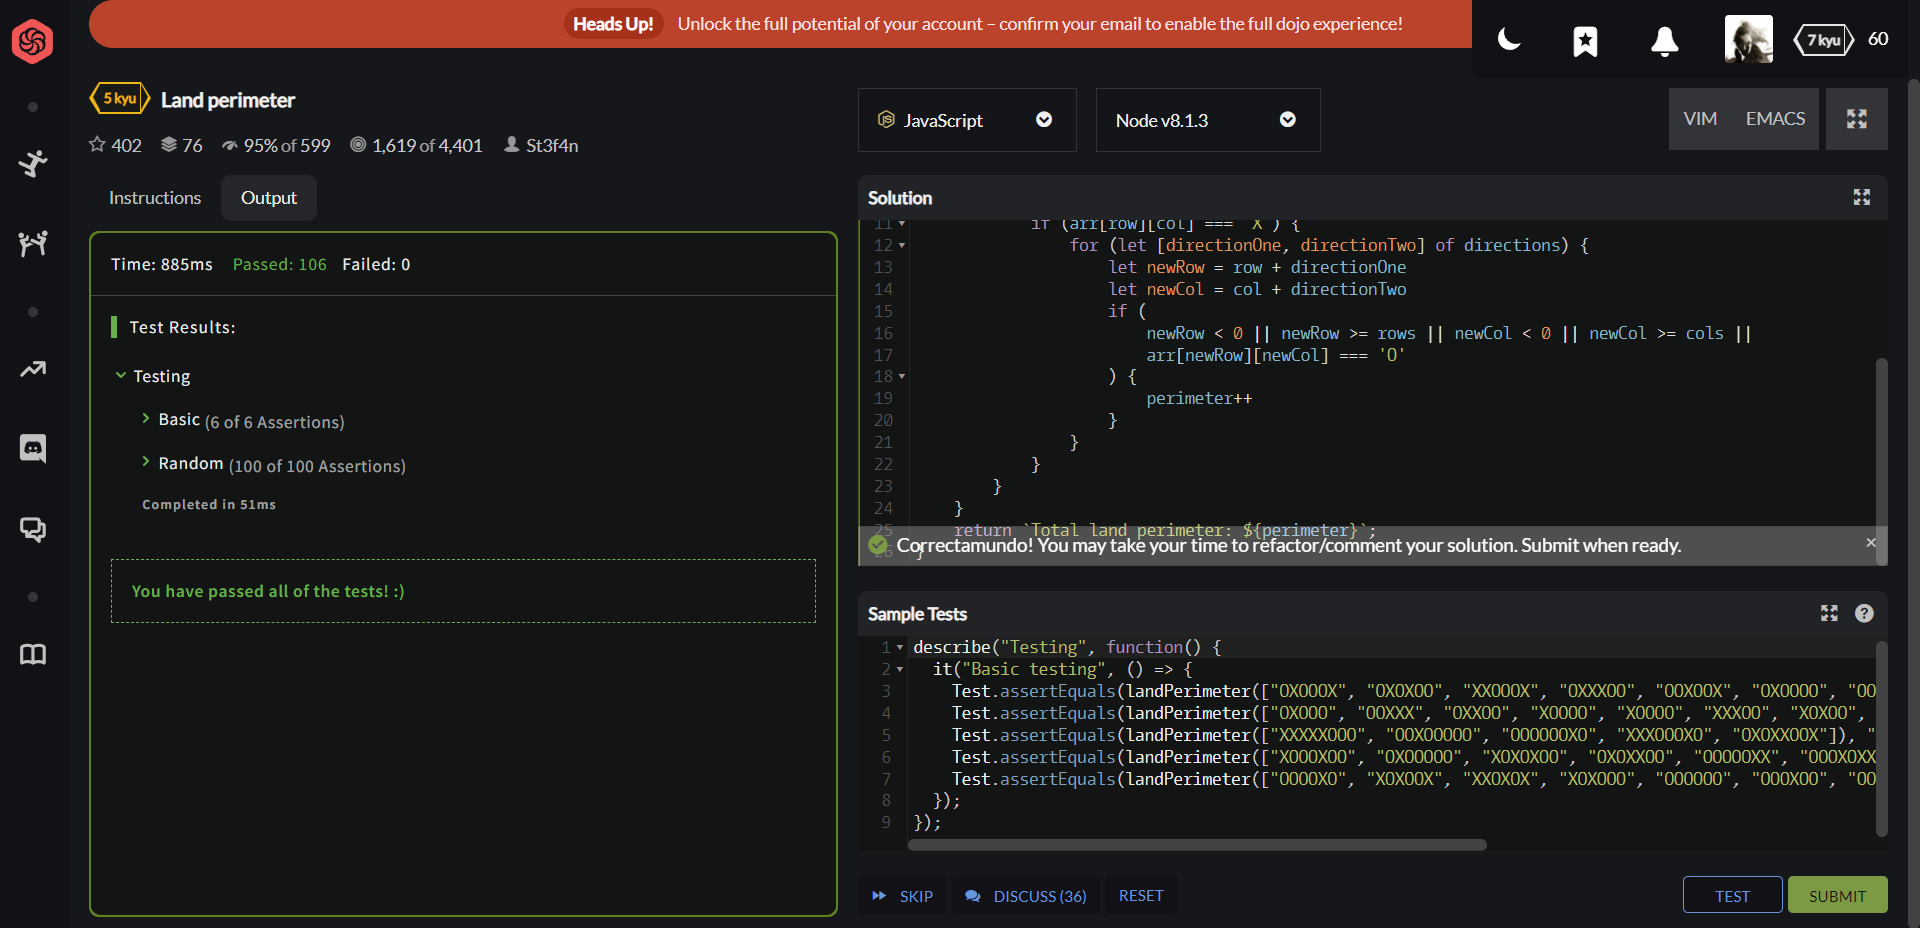 Heads Up! Unlock the full potential of your account – confirm your email to enable the full dojo experience!
7 kyu 60
5 kyu Land perimeter
402 76 95% of 599 1,619 of 4,401 St3f4n
JavaScript
Node v8.1.3
VIM EMACS
Instructions Output
Time: 885ms Passed: 106 Failed: 0
Test Results:
Testing
Basic (6 of 6 Assertions)
Random (100 of 100 Assertions)
Completed in 51ms
You have passed all of the tests! :)
Solution
11 if (arr[row][col] === 'X') {
12 for (let [directionOne, directionTwo] of directions) {
13 let newRow = row + directionOne
14 let newCol = col + directionTwo
15 if (
16 newRow < 0 || newRow >= rows || newCol < 0 || newCol >= cols ||
17 arr[newRow][newCol] === 'O'
18 ) {
19 perimeter++
20 }
21 }
22 }
23 }
24 }
25 return `Total land perimeter: ${perimeter}`;
26 }
Correctamundo! You may take your time to refactor/comment your solution. Submit when ready.
Sample Tests
1 describe("Testing", function() {
2 it("Basic testing", () => {
3 Test.assertEquals(landPerimeter(["OXOOOX", "OXOXOO", "XXOOOX", "OXXXOO", "OOXOOX", "OXOOOO", "OO
4 Test.assertEquals(landPerimeter(["OXOOO", "OOXXX", "OXXOO", "XOOOO", "XOOOO", "XXXOO", "XOXOO",
5 Test.assertEquals(landPerimeter(["XXXXXOOO", "OOXOOOOO", "OOOOOOXO", "XXXOOOXO", "OXOXXOOX"]), "
6 Test.assertEquals(landPerimeter(["XOOOXOO", "OXOOOOO", "XOXOXOO", "OXOXXOO", "OOOOOXX", "OOOXOXX
7 Test.assertEquals(landPerimeter(["OOOOXO", "XOXOOX", "XXOXOX", "XOXOOO", "OOOOOO", "OOOXOO", "OO
8 });
9 });
SKIP DISCUSS (36) RESET
TEST SUBMIT